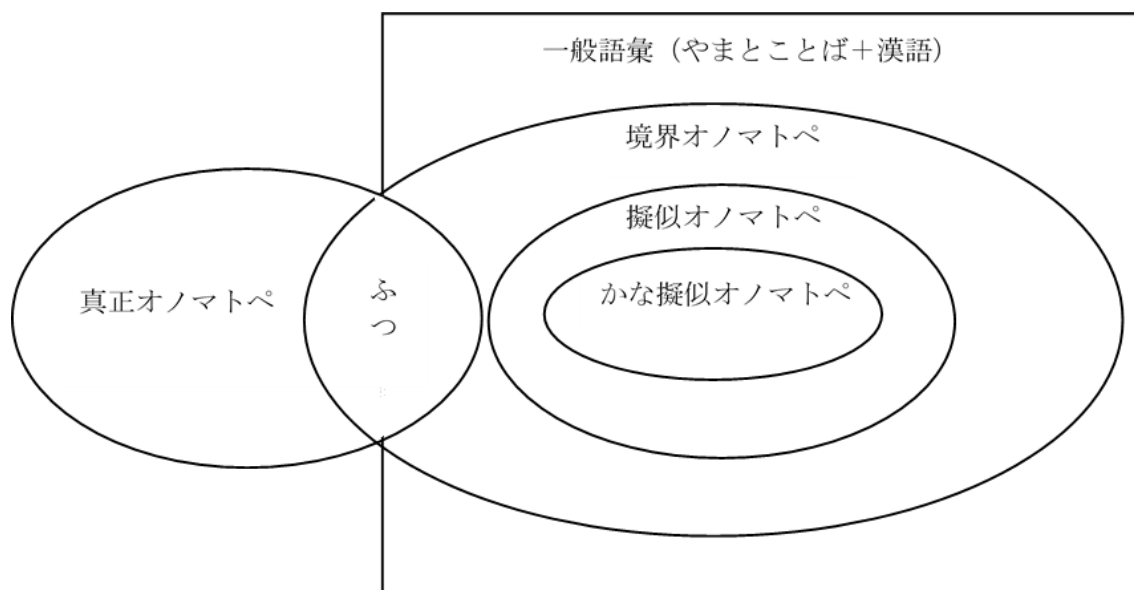 一般語彙（やまとことば＋漢語）
境界オノマトペ
擬似オノマトペ
かな擬似オノマトペ
真正オノマトペ
ふつ